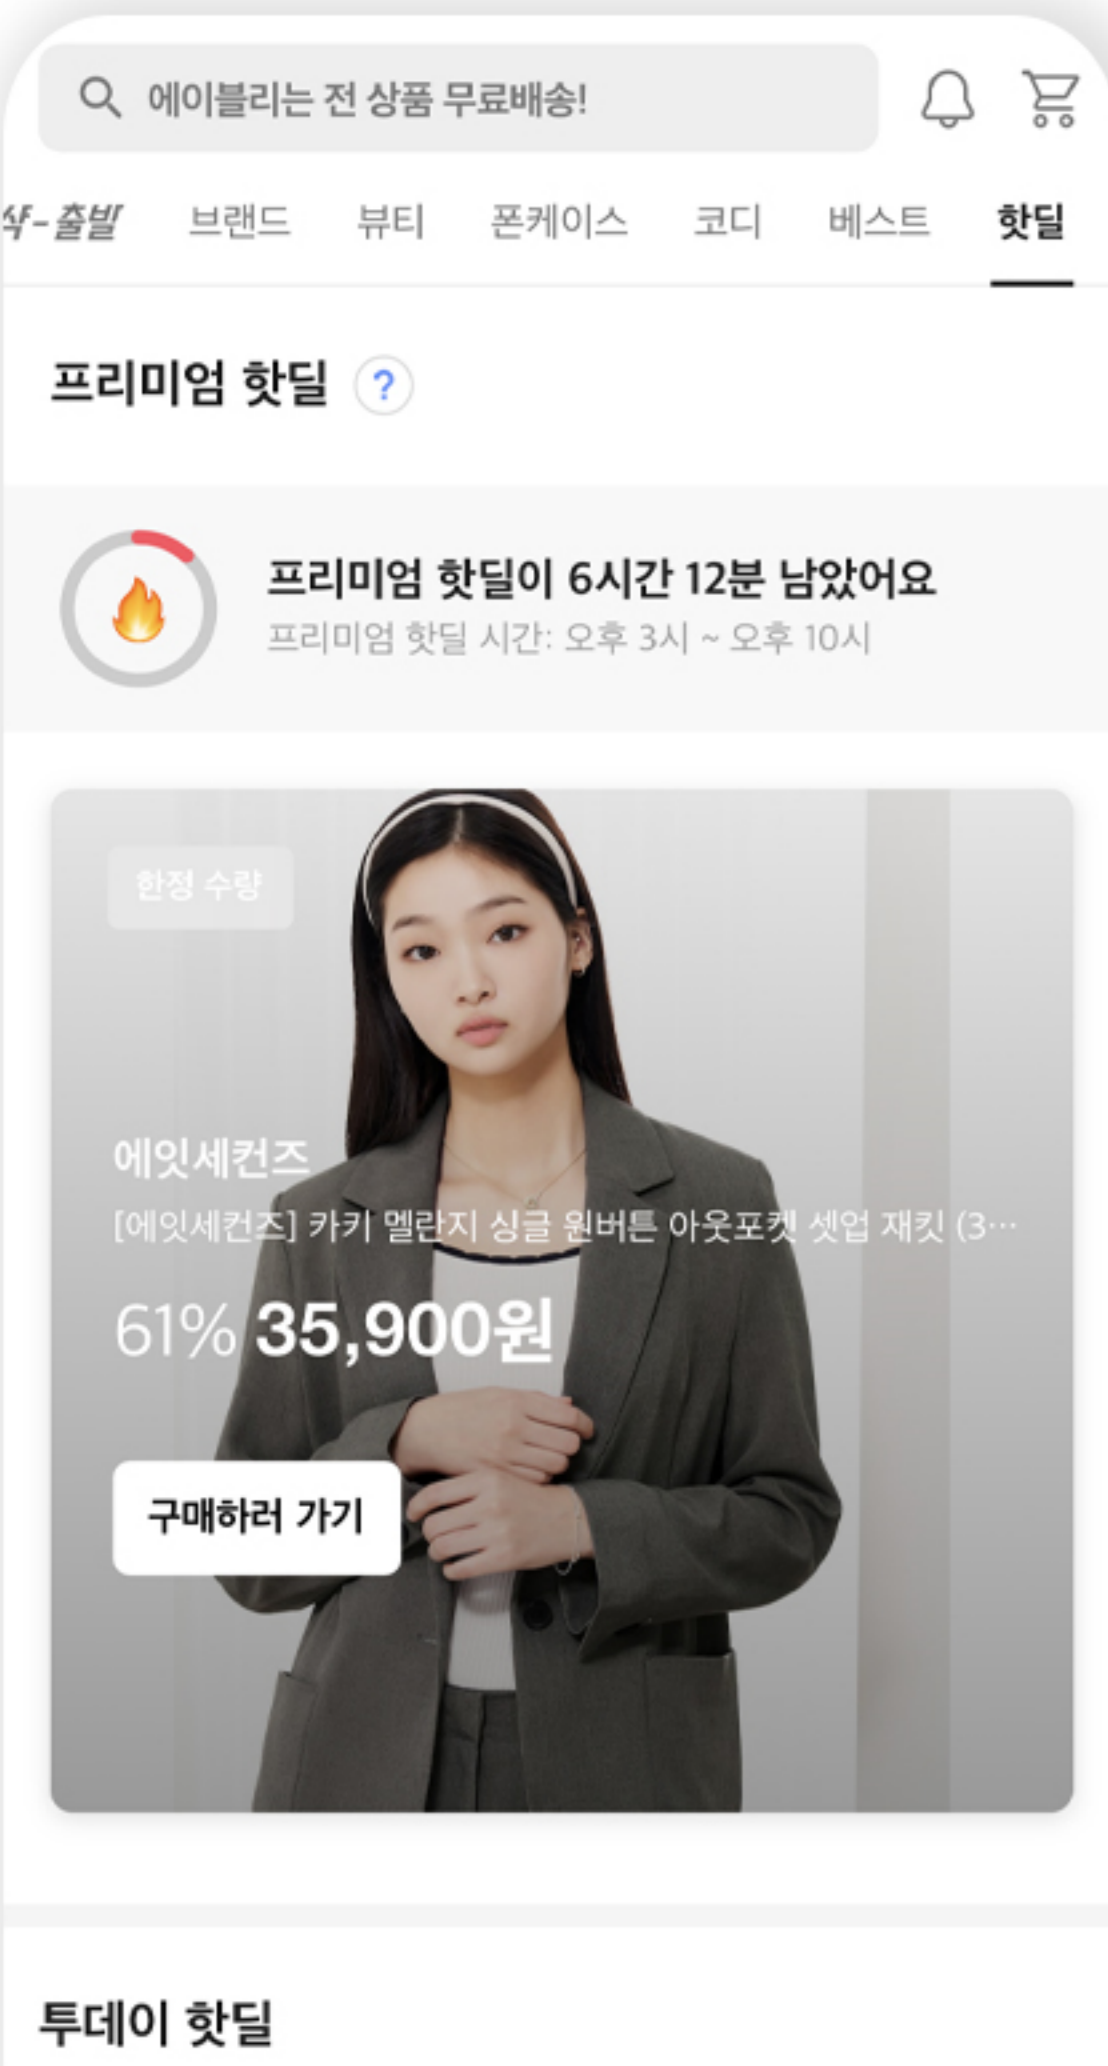 에이블리는 전 상품 무료배송!
샥-출발 브랜드 뷰티 폰케이스 코디 베스트 핫딜
프리미엄 핫딜 ?
프리미엄 핫딜이 6시간 12분 남았어요
프리미엄 핫딜 시간: 오후 3시 ~ 오후 10시
한정 수량
에잇세컨즈
[에잇세컨즈] 카키 멜란지 싱글 원버튼 아웃포켓 셋업 재킷 (3…
61% 35,900원
구매하러 가기
투데이 핫딜